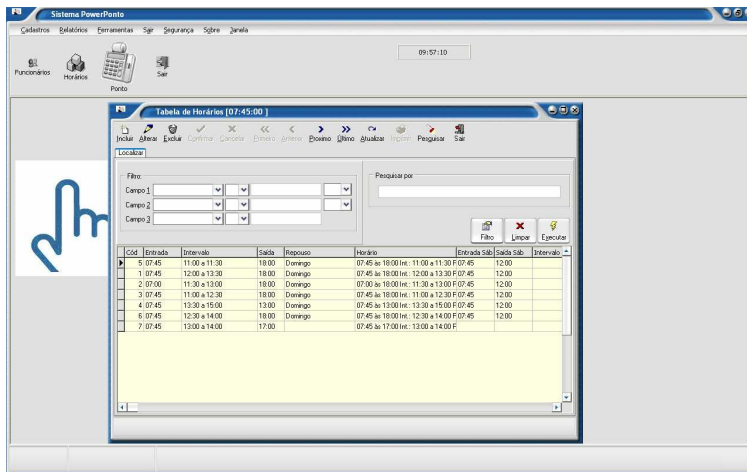 Sistema PowerPonto
Cadastros Relatórios Ferramentas Sair Segurança Sobre Janela
09:57:10
Funcionários Horários Ponto Sair
Tabela de Horários [07:45:00 ]
Incluir Alterar Excluir Confirmar Cancelar Primeiro Anterior Proximo Último Atualizar Imprimir Pesquisar Sair
Localizar
Filtro:
Pesquisar por
Campo 1
Campo 2
Campo 3
Filtro Limpar Executar
Cód Entrada Intervalo Saída Repouso Horário Entrada Sáb Saída Sáb Intervalo
5 07:45 11:00 a 11:30 18:00 Domingo 07:45 às 18:00 Int.: 11:00 a 11:30 F 07:45 12:00
1 07:45 12:00 a 13:30 18:00 Domingo 07:45 às 18:00 Int.: 12:00 a 13:30 F 07:45 12:00
2 07:00 11:30 a 13:00 18:00 Domingo 07:00 às 18:00 Int.: 11:30 a 13:00 F 07:00 12:00
3 07:45 11:00 a 12:30 18:00 Domingo 07:45 às 18:00 Int.: 11:00 a 12:30 F 07:45 12:00
4 07:45 13:30 a 15:00 13:00 Domingo 07:45 às 13:00 Int.: 13:30 a 15:00 F 07:45 12:00
6 07:45 12:30 a 14:00 18:00 Domingo 07:45 às 18:00 Int.: 12:30 a 14:00 F 07:45 12:00
7 07:45 13:00 a 14:00 17:00 07:45 às 17:00 Int.: 13:00 a 14:00 F
h